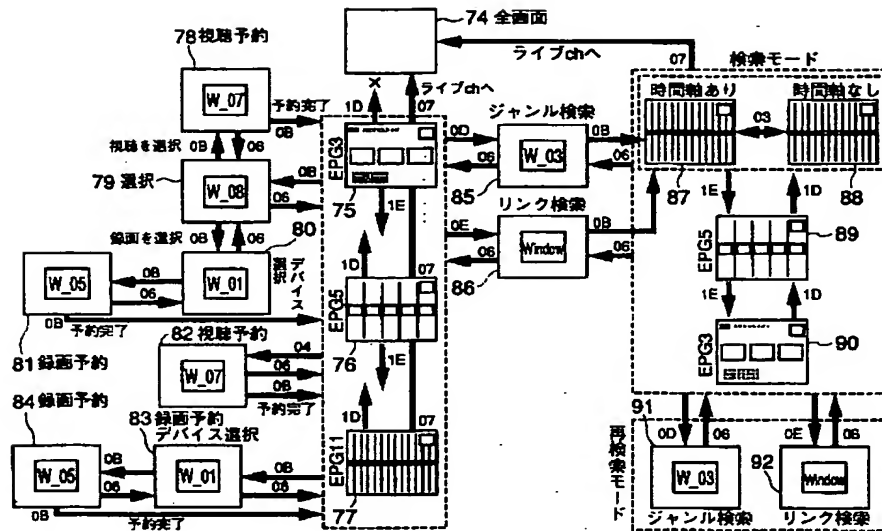 74 全画面
ライブchへ
07
検索モード
時間軸あり
時間軸なし
03
87
88
78 視聴予約
W_07
予約完了
0B
視聴を選択
0B
06
79 選択
W_08
0B
06
録画を選択
0B
06
80
デバイス選択
W_05
0B
06
W_01
0B
予約完了
81 録画予約
82 視聴予約
W_07
04
06
0B
予約完了
84 録画予約
83 録画予約
デバイス選択
W_05
0B
06
W_01
0B
06
0B
予約完了
×
1D
ライブchへ
07
EPG3
75
1E
1D
07
EPG5
76
1E
1D
07
EPG11
77
ジャンル検索
0D
06
W_03
0B
06
85
リンク検索
0E
06
Window
0B
06
86
1E
1D
EPG5
89
1E
1D
EPG3
90
再検索モード
91
0D
06
W_03
ジャンル検索
92
0E
Window
リンク検索